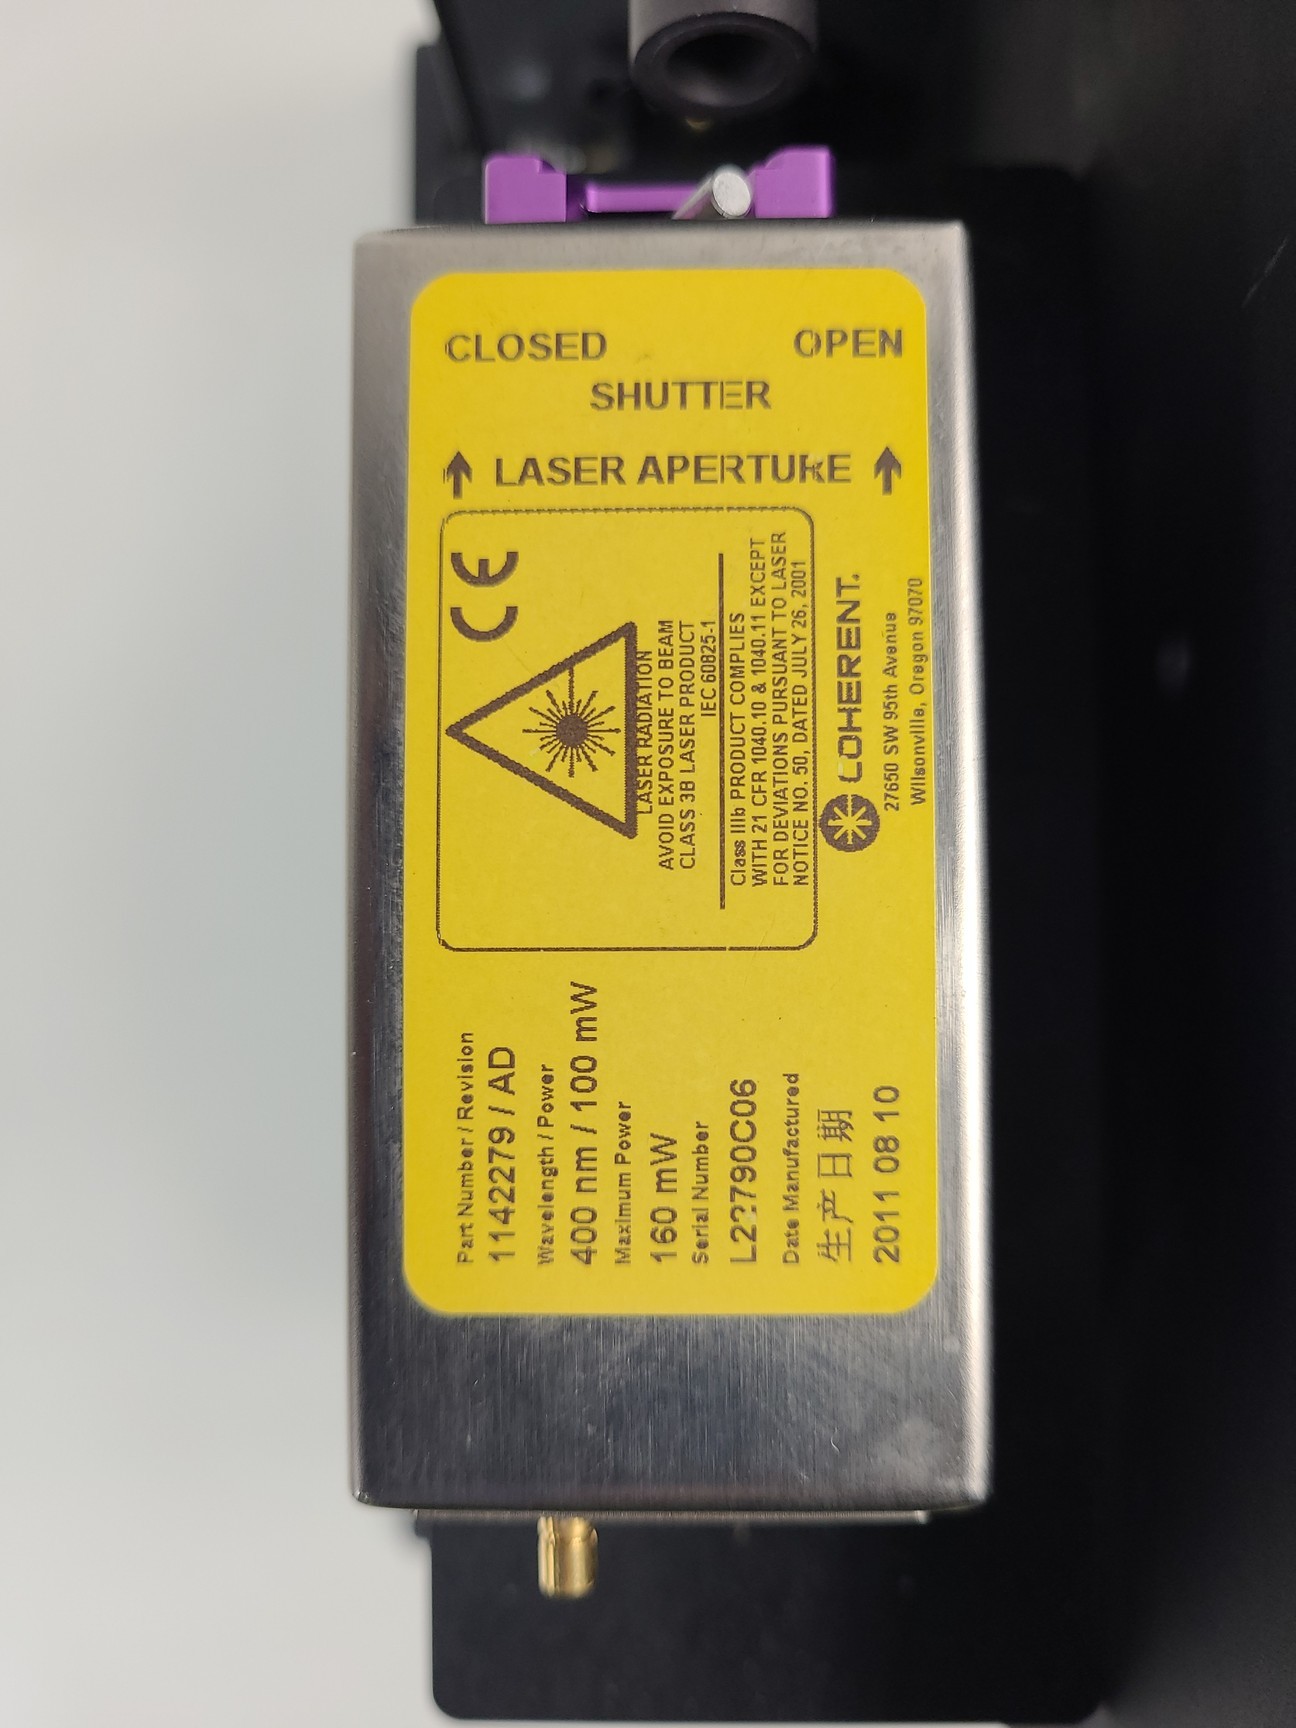 CLOSED OPEN
SHUTTER
LASER APERTURE
CE
LASER RADIATION
AVOID EXPOSURE TO BEAM
CLASS 3B LASER PRODUCT
IEC 60825-1
Class IIIb PRODUCT COMPLIES
WITH 21 CFR 1040.10 & 1040.11 EXCEPT
FOR DEVIATIONS PURSUANT TO LASER
NOTICE NO. 50, DATED JULY 26, 2001
COHERENT.
27650 SW 95th Avenue
Wilsonville, Oregon 97070
Part Number / Revision
1142279 / AD
Wavelength / Power
400 nm / 100 mW
Maximum Power
160 mW
Serial Number
L22790C06
Date Manufactured
生产日期
2011 08 10